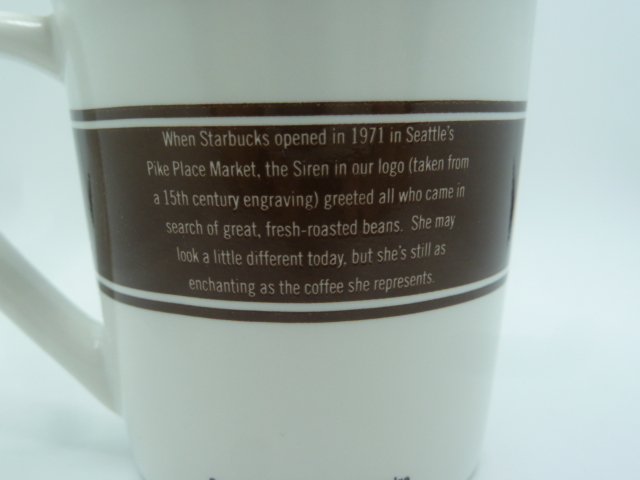 When Starbucks opened in 1971 in Seattle's
Pike Place Market, the Siren in our logo (taken from
a 15th century engraving) greeted all who came in
search of great, fresh-roasted beans. She may
look a little different today, but she's still as
enchanting as the coffee she represents.